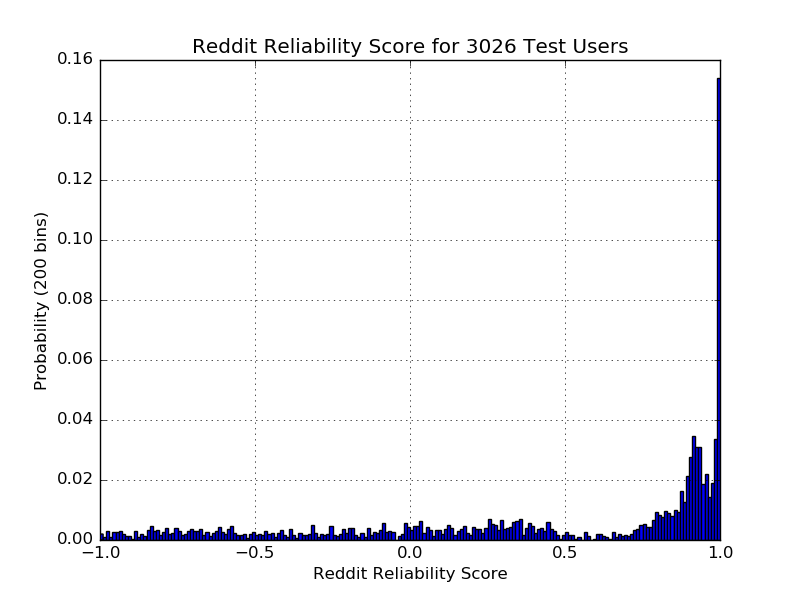 Reddit Reliability Score for 3026 Test Users
0.16
0.14
0.12
0.10
0.08
0.06
0.04
0.02
0.00
Probability (200 bins)
−1.0 −0.5 0.0 0.5 1.0
Reddit Reliability Score